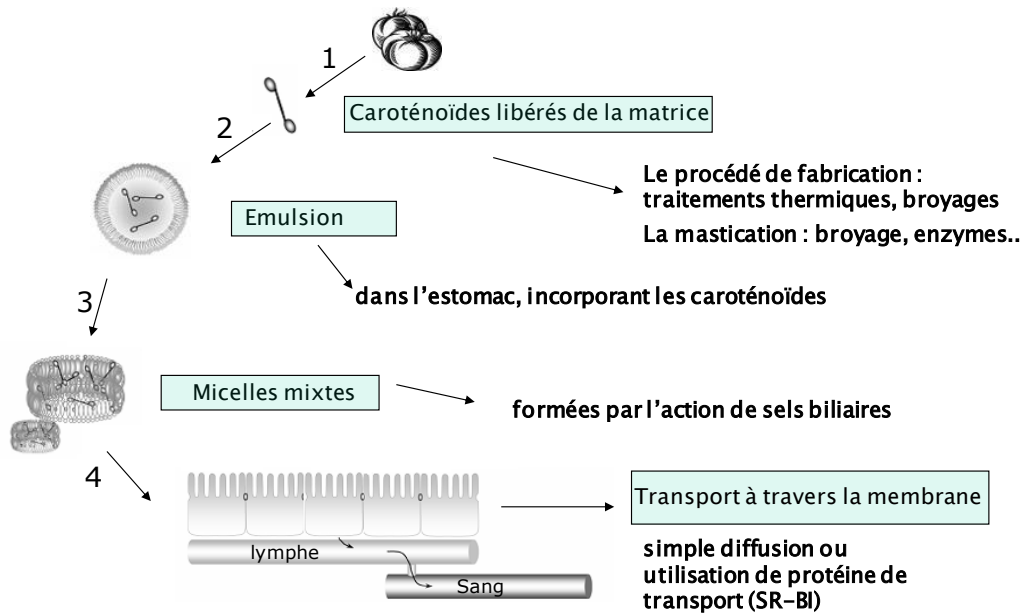 1
Caroténoïdes libérés de la matrice
2
Le procédé de fabrication :
traitements thermiques, broyages
La mastication : broyage, enzymes..
Emulsion
dans l'estomac, incorporant les caroténoïdes
3
Micelles mixtes
formées par l'action de sels biliaires
4
Transport à travers la membrane
simple diffusion ou
utilisation de protéine de
transport (SR-BI)
lymphe
Sang